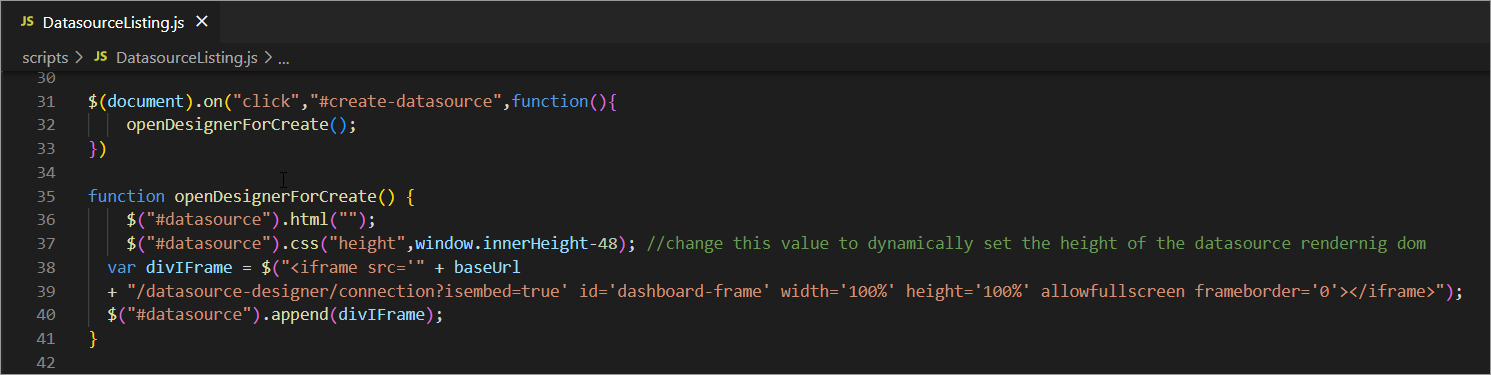 JS DatasourceListing.js ×
scripts > JS DatasourceListing.js > ...
30
31 $(document).on("click","#create-datasource",function(){
32 openDesignerForCreate();
33 })
34
35 function openDesignerForCreate() {
36 $("#datasource").html("");
37 $("#datasource").css("height",window.innerHeight-48); //change this value to dynamically set the height of the datasource rendernig dom
38 var divIFrame = $("<iframe src='" + baseUrl
39 + "/datasource-designer/connection?isembed=true' id='dashboard-frame' width='100%' height='100%' allowfullscreen frameborder='0'></iframe>");
40 $("#datasource").append(divIFrame);
41 }
42